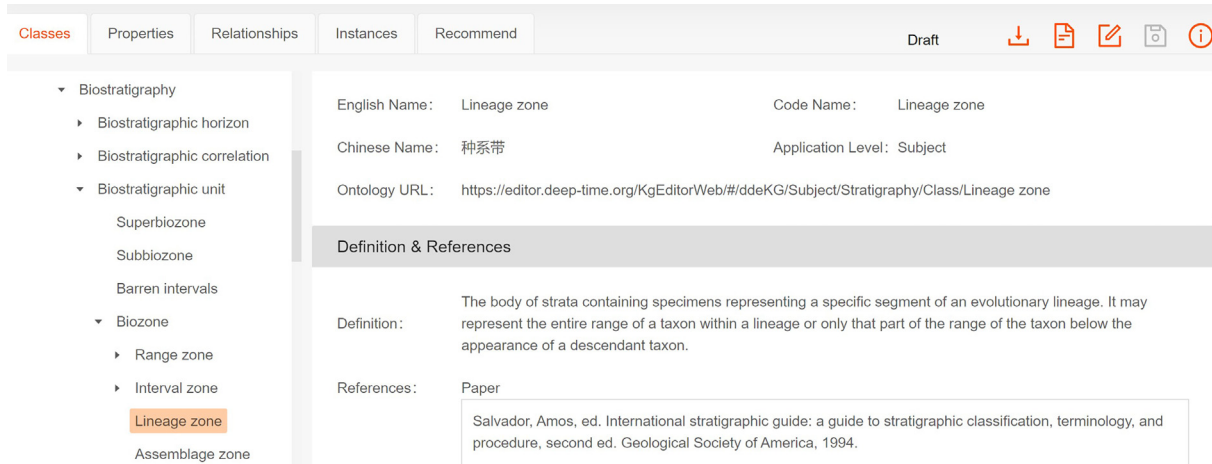 Classes Properties Relationships Instances Recommend Draft
Biostratigraphy
Biostratigraphic horizon
Biostratigraphic correlation
Biostratigraphic unit
Superbiozone
Subbiozone
Barren intervals
Biozone
Range zone
Interval zone
Lineage zone
Assemblage zone
English Name: Lineage zone Code Name: Lineage zone
Chinese Name: 种系带 Application Level: Subject
Ontology URL: https://editor.deep-time.org/KgEditorWeb/#/ddeKG/Subject/Stratigraphy/Class/Lineage zone
Definition & References
Definition: The body of strata containing specimens representing a specific segment of an evolutionary lineage. It may
represent the entire range of a taxon within a lineage or only that part of the range of the taxon below the
appearance of a descendant taxon.
References: Paper
Salvador, Amos, ed. International stratigraphic guide: a guide to stratigraphic classification, terminology, and
procedure, second ed. Geological Society of America, 1994.